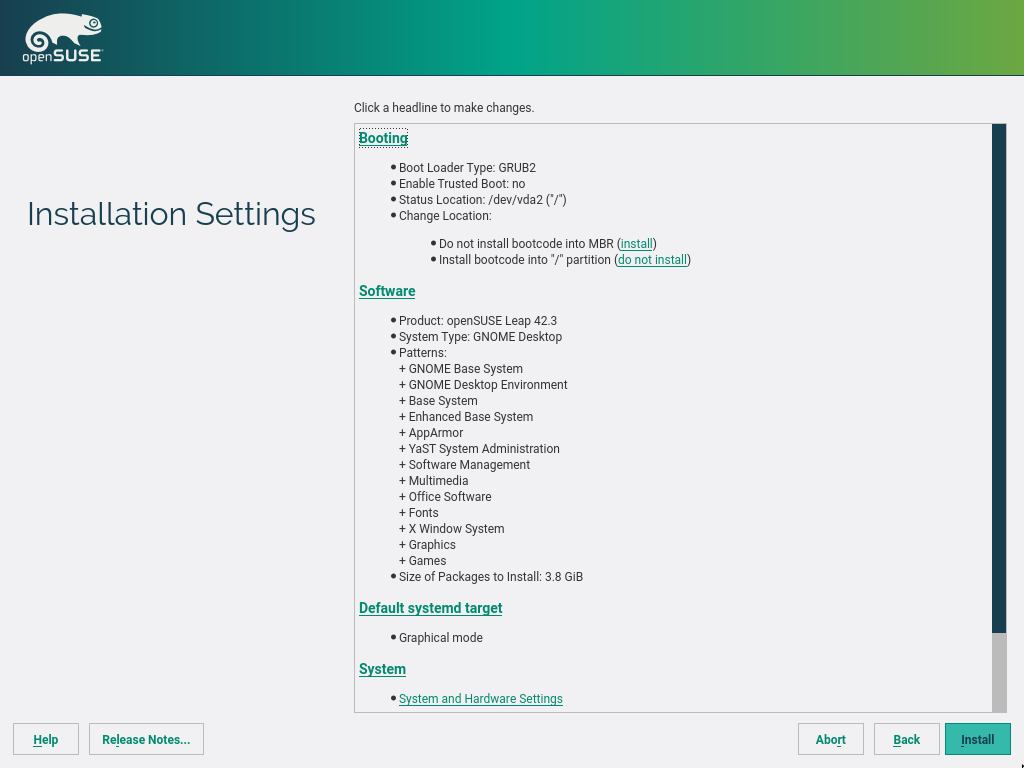 openSUSE
Click a headline to make changes.
Installation Settings
Booting
Boot Loader Type: GRUB2
Enable Trusted Boot: no
Status Location: /dev/vda2 ("/")
Change Location:
Do not install bootcode into MBR (install)
Install bootcode into "/" partition (do not install)
Software
Product: openSUSE Leap 42.3
System Type: GNOME Desktop
Patterns:
+ GNOME Base System
+ GNOME Desktop Environment
+ Base System
+ Enhanced Base System
+ AppArmor
+ YaST System Administration
+ Software Management
+ Multimedia
+ Office Software
+ Fonts
+ X Window System
+ Graphics
+ Games
Size of Packages to Install: 3.8 GiB
Default systemd target
Graphical mode
System
System and Hardware Settings
Help Release Notes... Abort Back Install